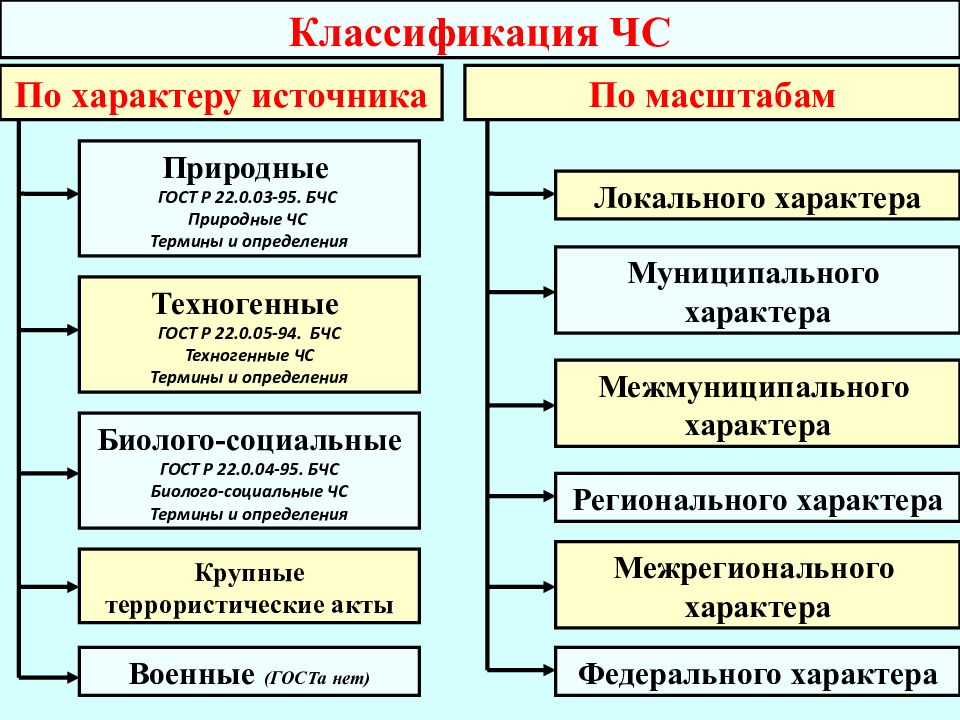 Классификация ЧС
По характеру источника
Природные
ГОСТ Р 22.0.03-95. БЧС
Природные ЧС
Термины и определения
Техногенные
ГОСТ Р 22.0.05-94. БЧС
Техногенные ЧС
Термины и определения
Биолого-социальные
ГОСТ Р 22.0.04-95. БЧС
Биолого-социальные ЧС
Термины и определения
Крупные
террористические акты
Военные (ГОСТа нет)
По масштабам
Локального характера
Муниципального
характера
Межмуниципального
характера
Регионального характера
Межрегионального
характера
Федерального характера